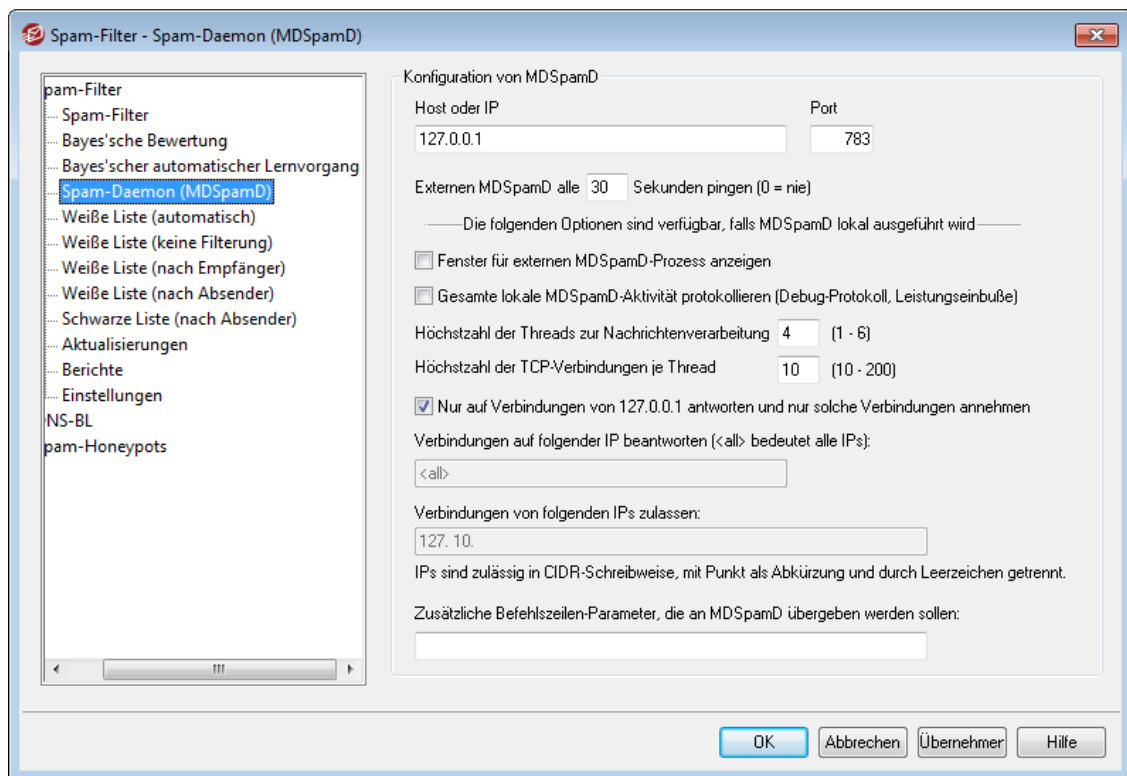 Spam-Filter - Spam-Daemon (MDSpamD)
pam-Filter
Spam-Filter
Bayes'sche Bewertung
Bayes'scher automatischer Lernvorgang
Spam-Daemon (MDSpamD)
Weiße Liste (automatisch)
Weiße Liste (keine Filterung)
Weiße Liste (nach Empfänger)
Weiße Liste (nach Absender)
Schwarze Liste (nach Absender)
Aktualisierungen
Berichte
Einstellungen
NS-BL
pam-Honeypots
Konfiguration von MDSpamD
Host oder IP Port
127.0.0.1 783
Externen MDSpamD alle 30 Sekunden pingen (0 = nie)
Die folgenden Optionen sind verfügbar, falls MDSpamD lokal ausgeführt wird
Fenster für externen MDSpamD-Prozess anzeigen
Gesamte lokale MDSpamD-Aktivität protokollieren (Debug-Protokoll, Leistungseinbuße)
Höchstzahl der Threads zur Nachrichtenverarbeitung 4 (1 - 6)
Höchstzahl der TCP-Verbindungen je Thread 10 (10 - 200)
Nur auf Verbindungen von 127.0.0.1 antworten und nur solche Verbindungen annehmen
Verbindungen auf folgender IP beantworten (<all> bedeutet alle IPs):
<all>
Verbindungen von folgenden IPs zulassen:
127. 10.
IPs sind zulässig in CIDR-Schreibweise, mit Punkt als Abkürzung und durch Leerzeichen getrennt.
Zusätzliche Befehlszeilen-Parameter, die an MDSpamD übergeben werden sollen:
OK Abbrechen Übernehmer Hilfe